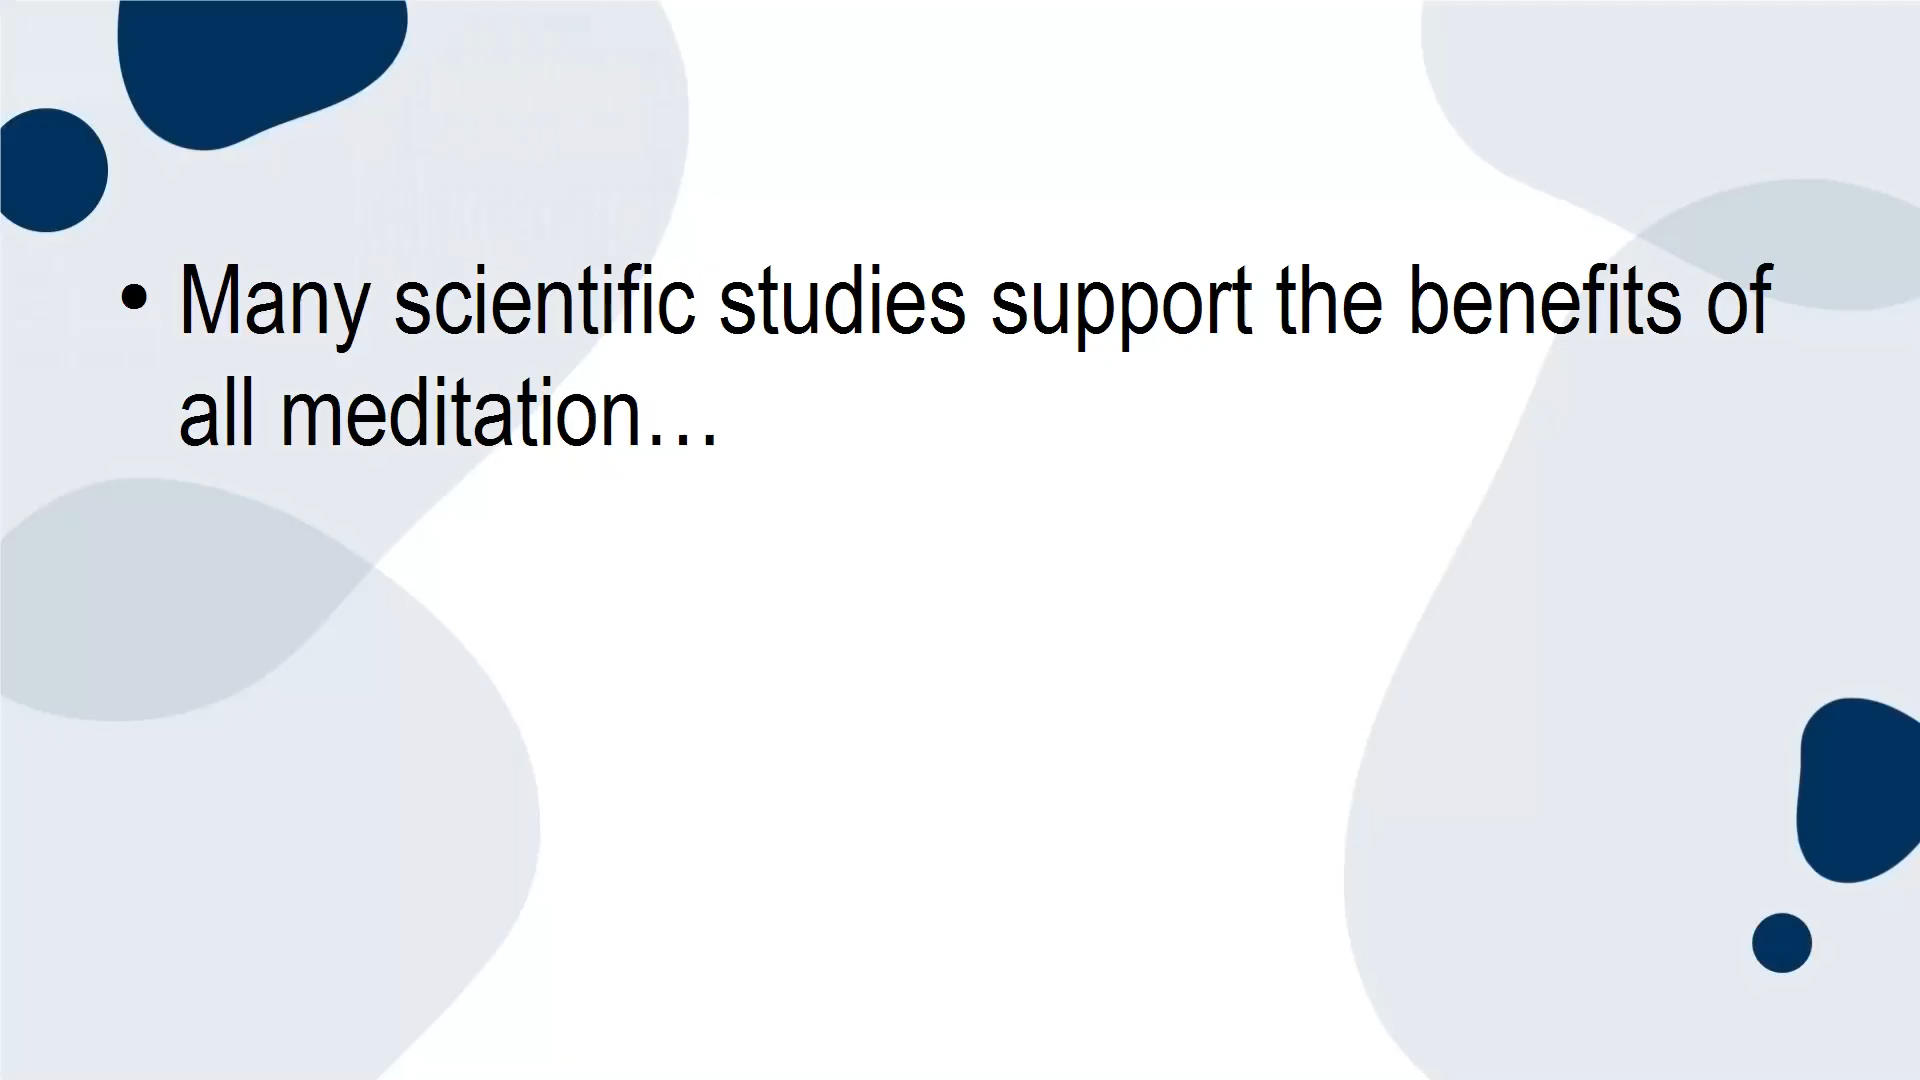 • Many scientific studies support the benefits of
all meditation…